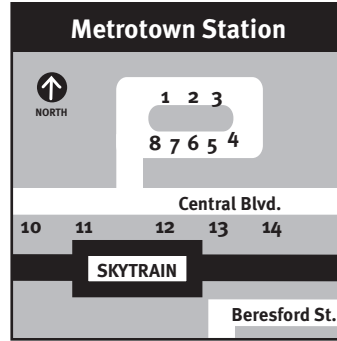 Metrotown Station
NORTH
1 2 3
8 7 6 5 4
Central Blvd.
10 11 12 13 14
SKYTRAIN
Beresford St.